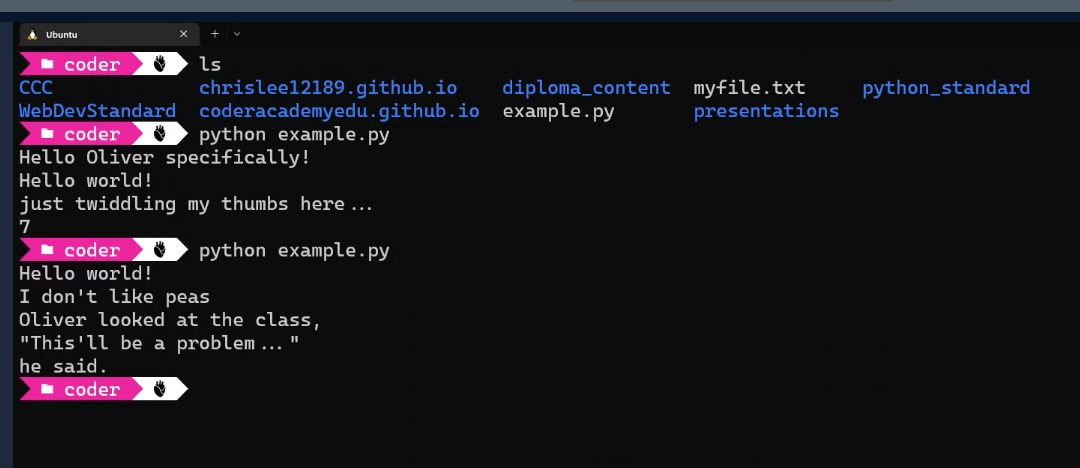 Ubuntu
coder ls
CCC chrislee12189.github.io diploma_content myfile.txt python_standard
WebDevStandard coderacademyedu.github.io example.py presentations
coder python example.py
Hello Oliver specifically!
Hello world!
just twiddling my thumbs here...
7
coder python example.py
Hello world!
I don't like peas
Oliver looked at the class,
"This'll be a problem..."
he said.
coder